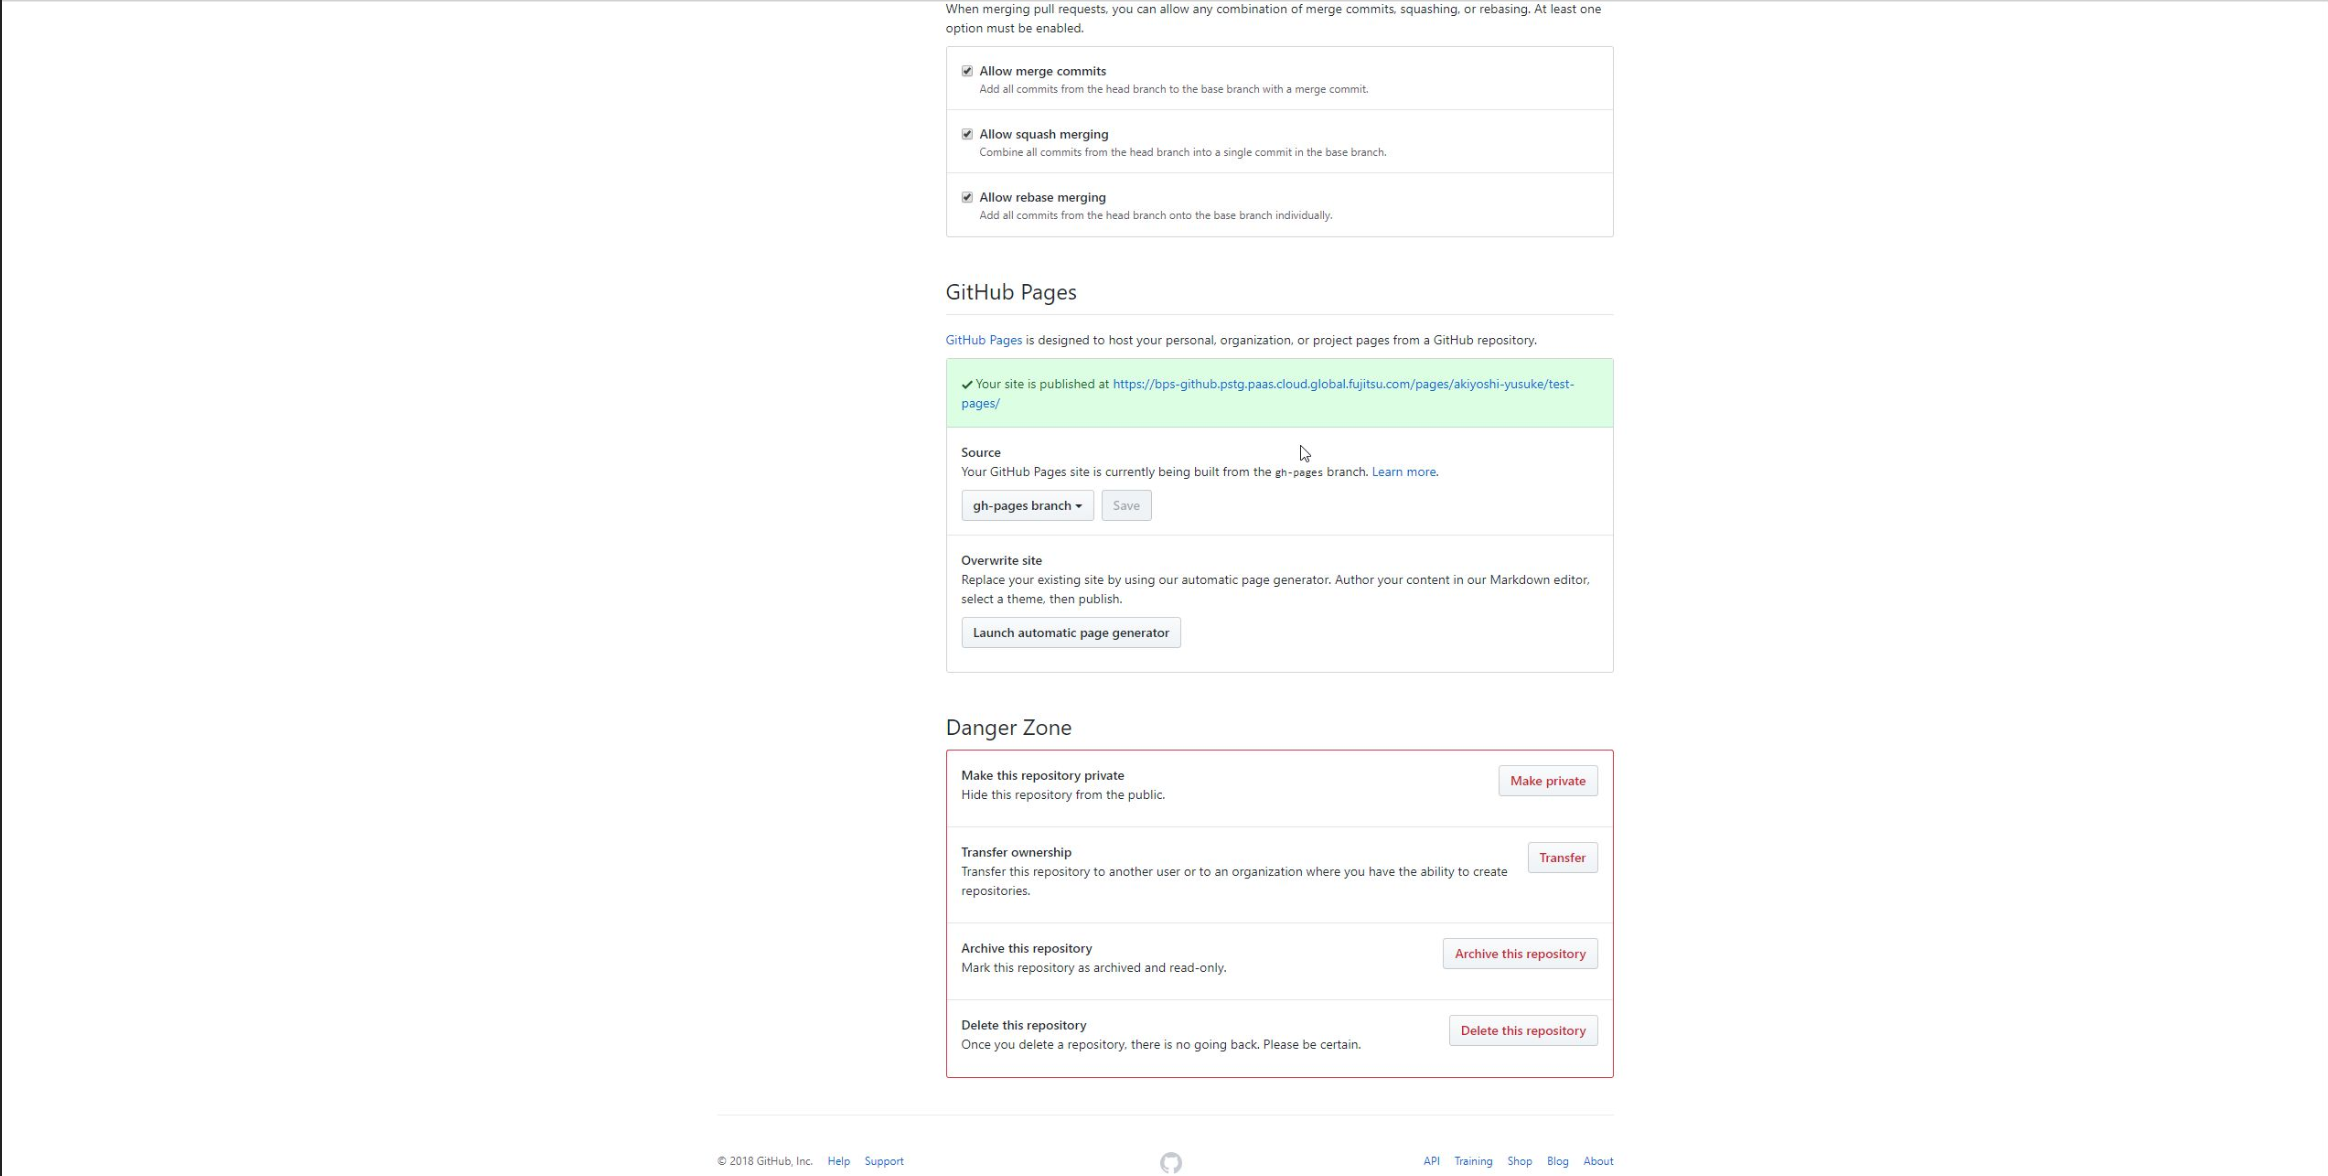 When merging pull requests, you can allow any combination of merge commits, squashing, or rebasing. At least one
option must be enabled.
Allow merge commits
Add all commits from the head branch to the base branch with a merge commit.
Allow squash merging
Combine all commits from the head branch into a single commit in the base branch.
Allow rebase merging
Add all commits from the head branch onto the base branch individually.
GitHub Pages
GitHub Pages is designed to host your personal, organization, or project pages from a GitHub repository.
Your site is published at https://bps-github.pstg.paas.cloud.global.fujitsu.com/pages/akiyoshi-yusuke/test-
pages/
Source
Your GitHub Pages site is currently being built from the gh-pages branch. Learn more.
gh-pages branch Save
Overwrite site
Replace your existing site by using our automatic page generator. Author your content in our Markdown editor,
select a theme, then publish.
Launch automatic page generator
Danger Zone
Make this repository private
Hide this repository from the public.
Make private
Transfer ownership
Transfer this repository to another user or to an organization where you have the ability to create
repositories.
Transfer
Archive this repository
Mark this repository as archived and read-only.
Archive this repository
Delete this repository
Once you delete a repository, there is no going back. Please be certain.
Delete this repository
© 2018 GitHub, Inc. Help Support API Training Shop Blog About